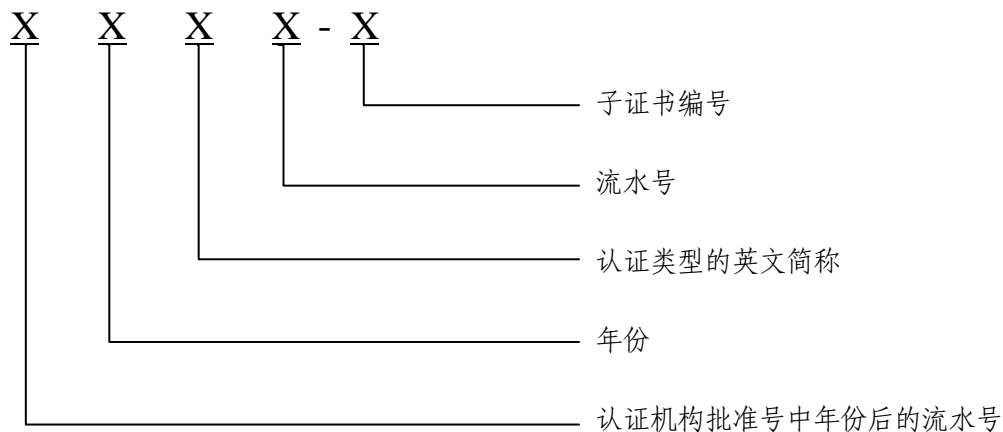 X X X X - X
子证书编号
流水号
认证类型的英文简称
年份
认证机构批准号中年份后的流水号